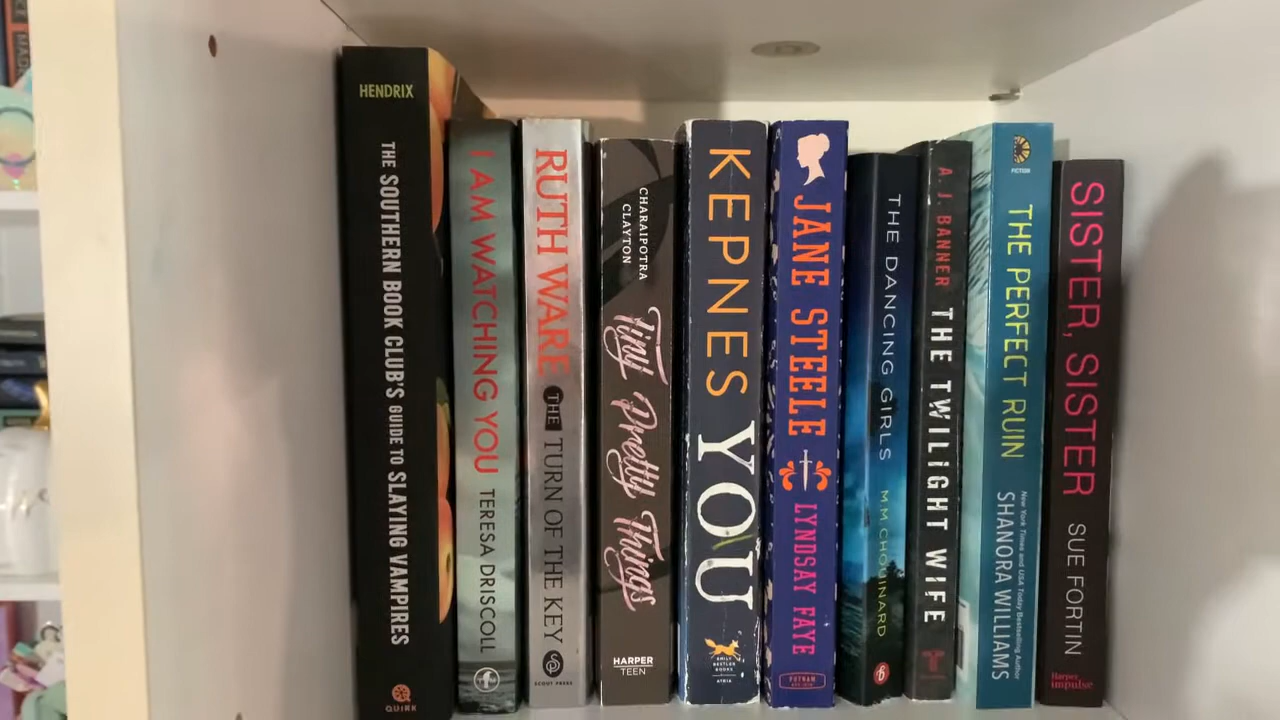 HENDRIX
THE SOUTHERN BOOK CLUB'S GUIDE TO SLAYING VAMPIRES
QUIRK
I AM WATCHING YOU TERESA DRISCOLL
RUTH WARE THE TURN OF THE KEY
SCOUT PRESS
CHARAIPOTRA
CLAYTON
Tiny Pretty Things
HARPER
TEEN
KEPNES YOU
EMILY
BESTLER
BOOKS
ATRIA
JANE STEELE LYNDSAY FAYE
PUTNAM
THE DANCING GIRLS M M CHOUINARD
A. J. BANNER THE TWILIGHT WIFE
FICTION
THE PERFECT RUIN
New York Times and USA Today Bestselling Author
SHANORA WILLIAMS
SISTER, SISTER SUE FORTIN
Harper
impulse